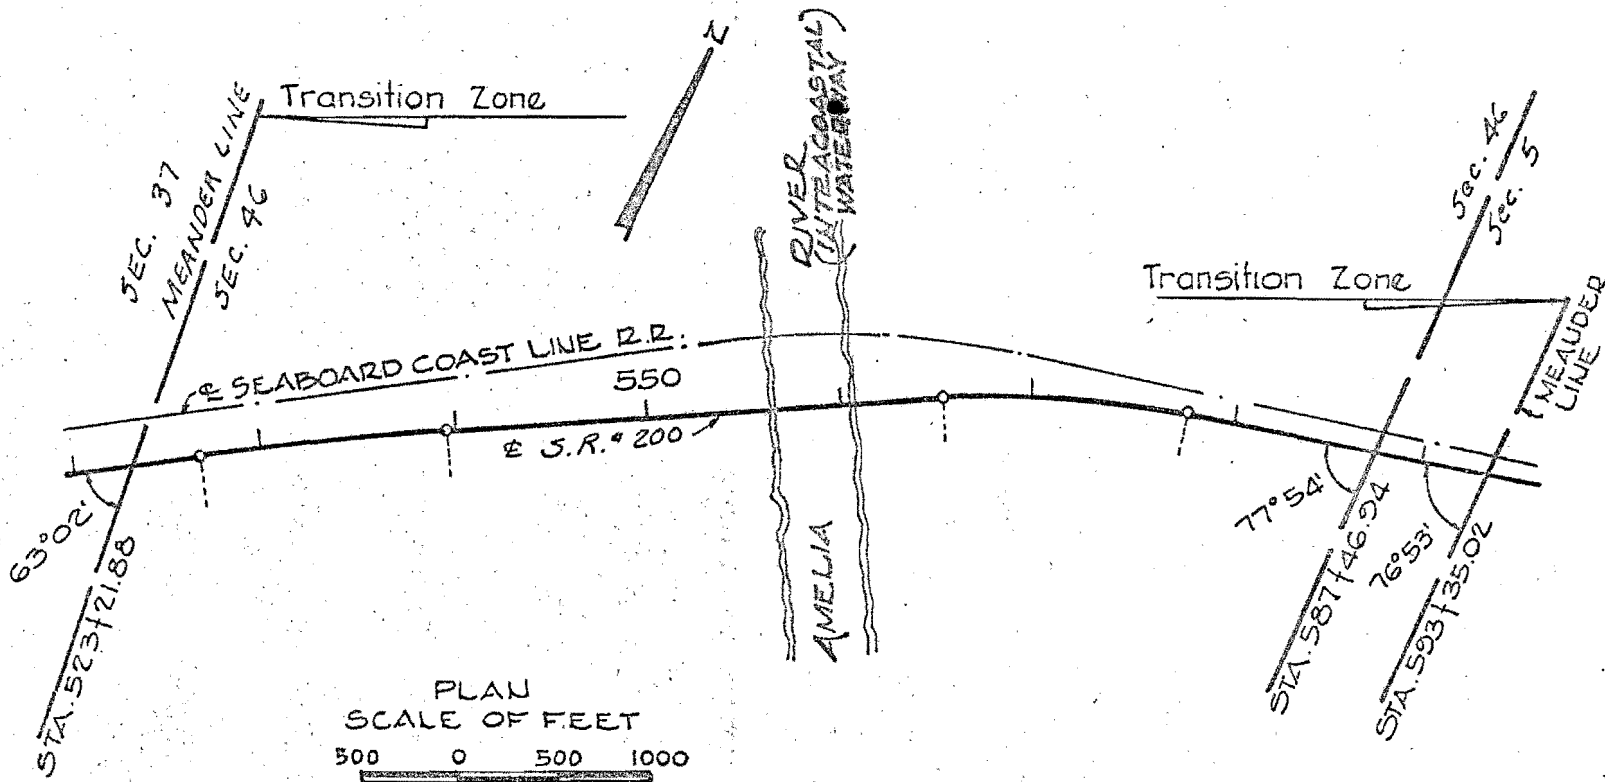 N
Transition Zone
SEC. 37
MEANDER LINE
SEC. 46
RIVER
(INTRACOASTAL)
WATERWAY
Sec. 46
Sec. 5
Transition Zone
MEAUDER
LINE
℄ SEABOARD COAST LINE R.R.
550
℄ S.R. # 200
63°02'
STA. 523+21.88
AMELIA
77°54'
STA. 587+46.94
76°53'
STA. 593+35.02
PLAN
SCALE OF FEET
500 0 500 1000